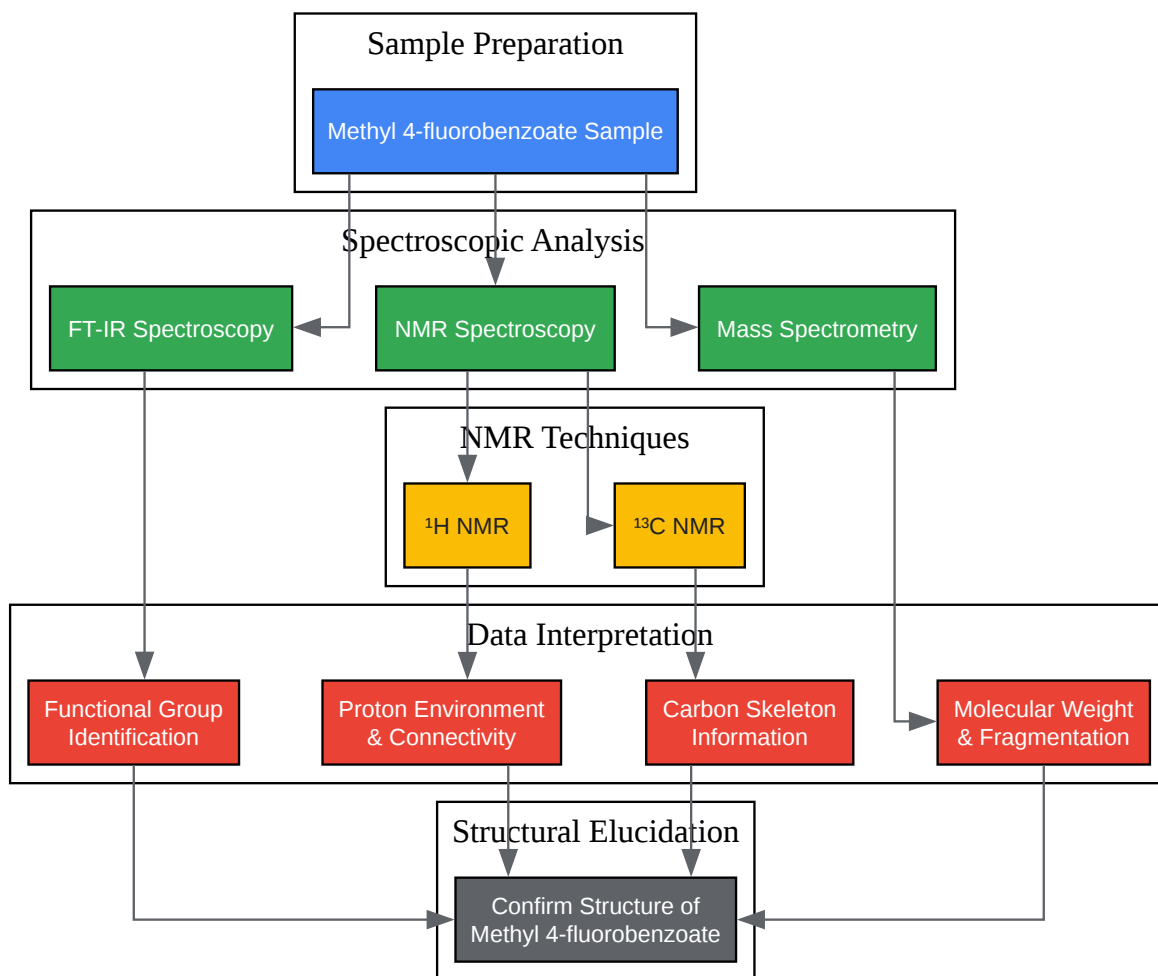 Sample Preparation
Methyl 4-fluorobenzoate Sample
Spectroscopic Analysis
FT-IR Spectroscopy
NMR Spectroscopy
Mass Spectrometry
NMR Techniques
¹H NMR
¹³C NMR
Data Interpretation
Functional Group
Identification
Proton Environment
& Connectivity
Carbon Skeleton
Information
Molecular Weight
& Fragmentation
Structural Elucidation
Confirm Structure of
Methyl 4-fluorobenzoate